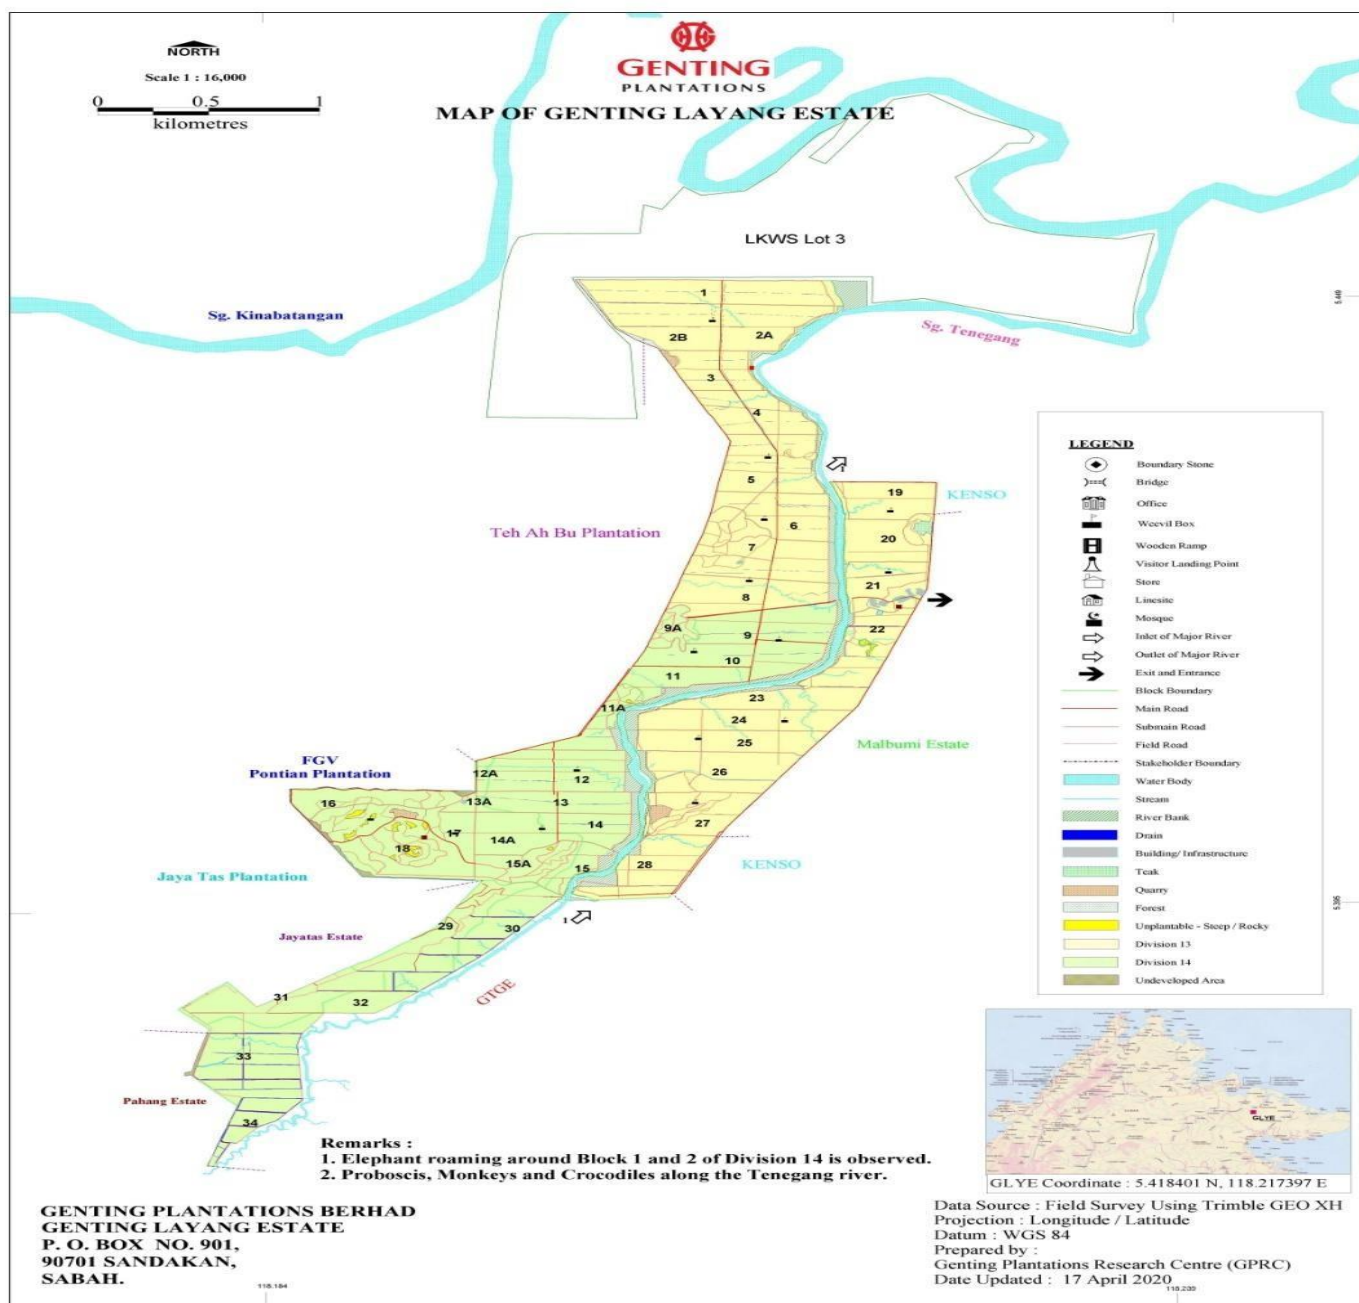 NORTH
Scale 1 : 16,000
0 0.5 1
kilometres
GENTING
PLANTATIONS
MAP OF GENTING LAYANG ESTATE
LKWS Lot 3
Sg. Kinabatangan
Sg. Tenegang
1
2B
2A
3
4
5
6
7
8
9A
9
10
11
11A
19
20
21
22
23
24
25
26
27
28
12A
12
13A
13
14
14A
15A
15
16
17
18
29
30
31
32
33
34
1
1
KENSO
Teh Ah Bu Plantation
Malbumi Estate
FGV
Pontian Plantation
Jaya Tas Plantation
KENSO
Jayatas Estate
GTGE
Pahang Estate
5.449
5.395
LEGEND
Boundary Stone
Bridge
Office
Weevil Box
Wooden Ramp
Visitor Landing Point
Store
Linesite
Mosque
Inlet of Major River
Outlet of Major River
Exit and Entrance
Block Boundary
Main Road
Submain Road
Field Road
Stakeholder Boundary
Water Body
Stream
River Bank
Drain
Building/ Infrastructure
Teak
Quarry
Forest
Unplantable - Steep / Rocky
Division 13
Division 14
Undeveloped Area
GLYE
GLYE Coordinate : 5.418401 N, 118.217397 E
Remarks :
1. Elephant roaming around Block 1 and 2 of Division 14 is observed.
2. Proboscis, Monkeys and Crocodiles along the Tenegang river.
GENTING PLANTATIONS BERHAD
GENTING LAYANG ESTATE
P. O. BOX NO. 901,
90701 SANDAKAN,
SABAH.
118.184
Data Source : Field Survey Using Trimble GEO XH
Projection : Longitude / Latitude
Datum : WGS 84
Prepared by :
Genting Plantations Research Centre (GPRC)
Date Updated : 17 April 2020